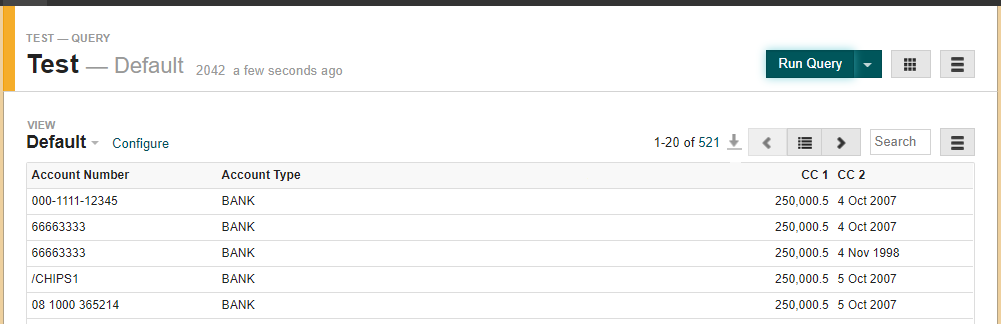 TEST — QUERY
Test — Default 2042 a few seconds ago
Run Query
VIEW
Default Configure
1-20 of 521 Search
Account Number Account Type CC 1 CC 2
000-1111-12345 BANK 250,000.5 4 Oct 2007
66663333 BANK 250,000.5 4 Oct 2007
66663333 BANK 250,000.5 4 Nov 1998
/CHIPS1 BANK 250,000.5 5 Oct 2007
08 1000 365214 BANK 250,000.5 5 Oct 2007